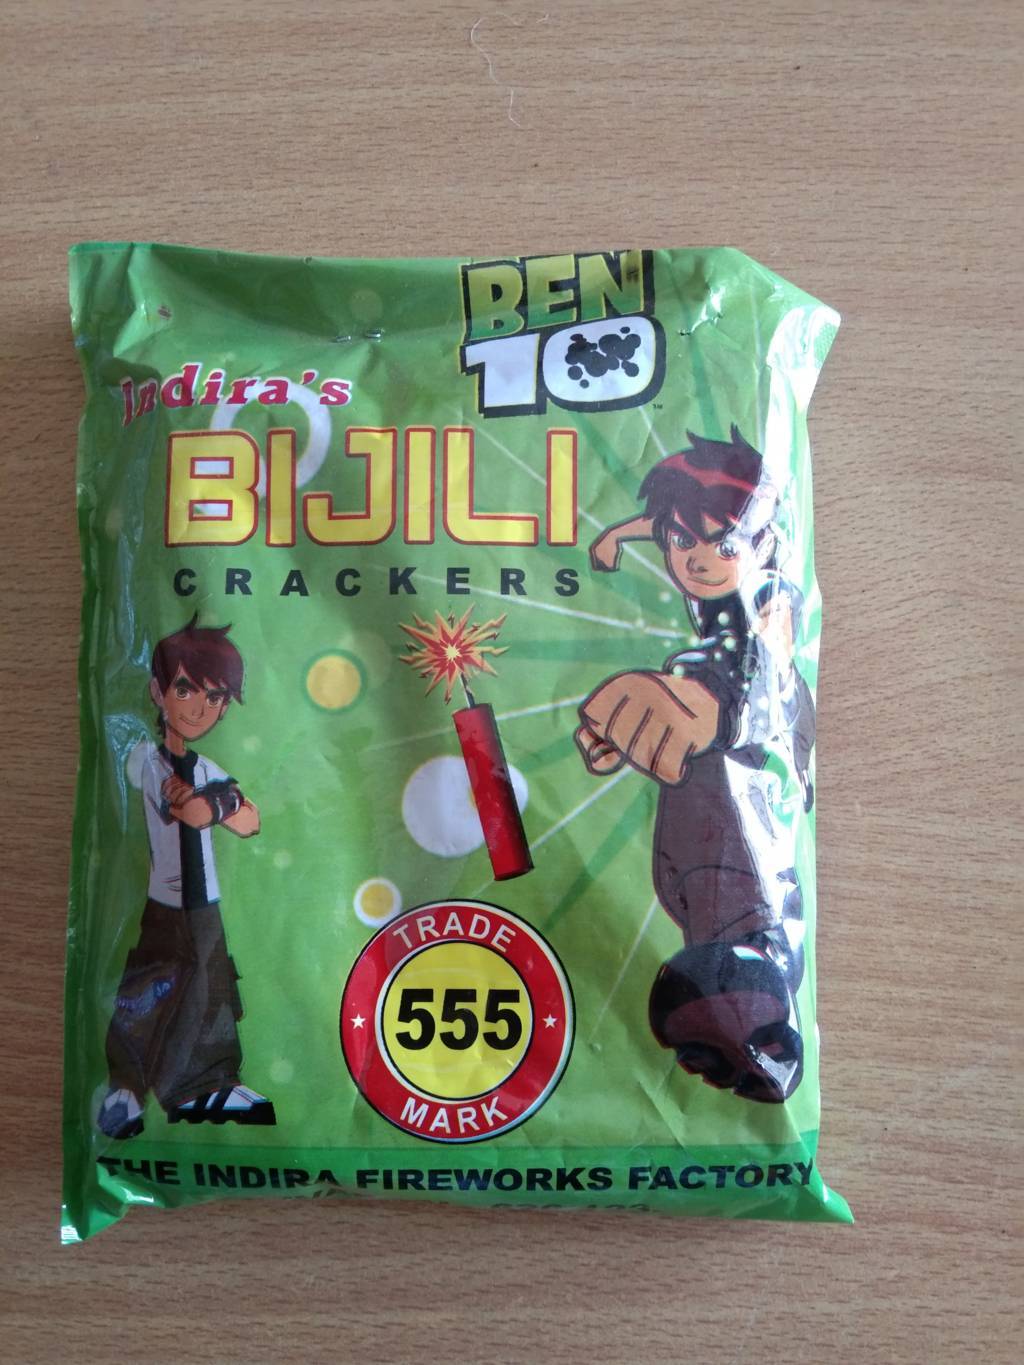 BEN
10
Indira's
BIJILI
CRACKERS
TRADE
555
MARK
THE INDIRA FIREWORKS FACTORY